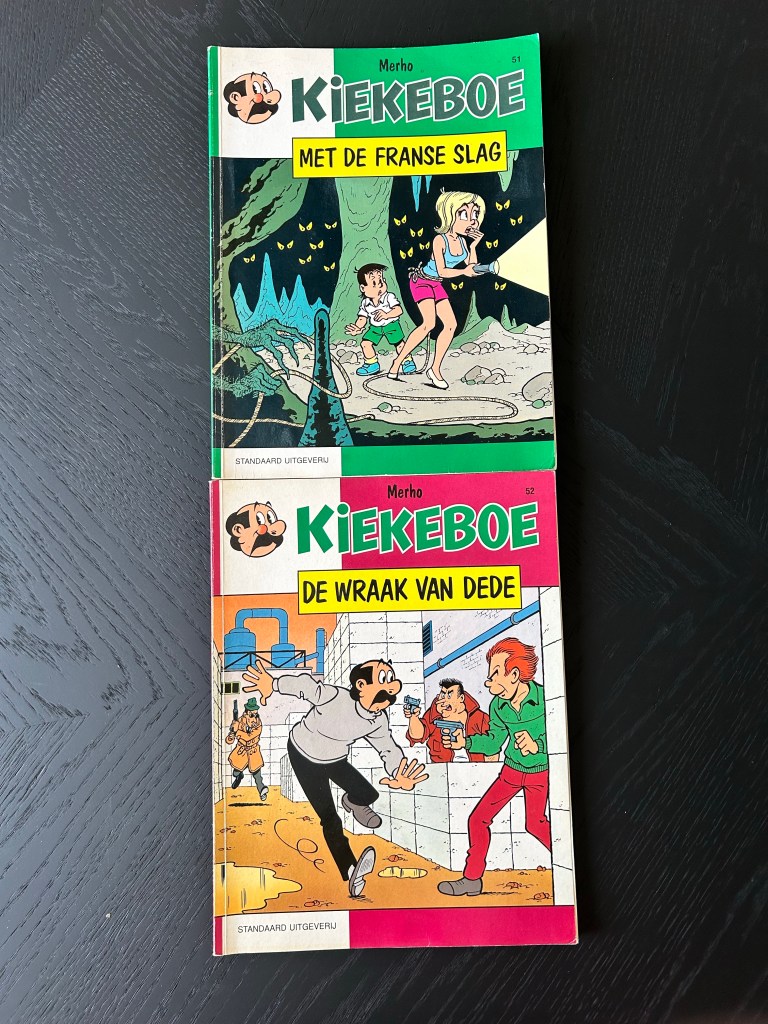 Merho
51
KIEKEBOE
MET DE FRANSE SLAG
STANDAARD UITGEVERIJ
Merho
52
KIEKEBOE
DE WRAAK VAN DEDE
STANDAARD UITGEVERIJ